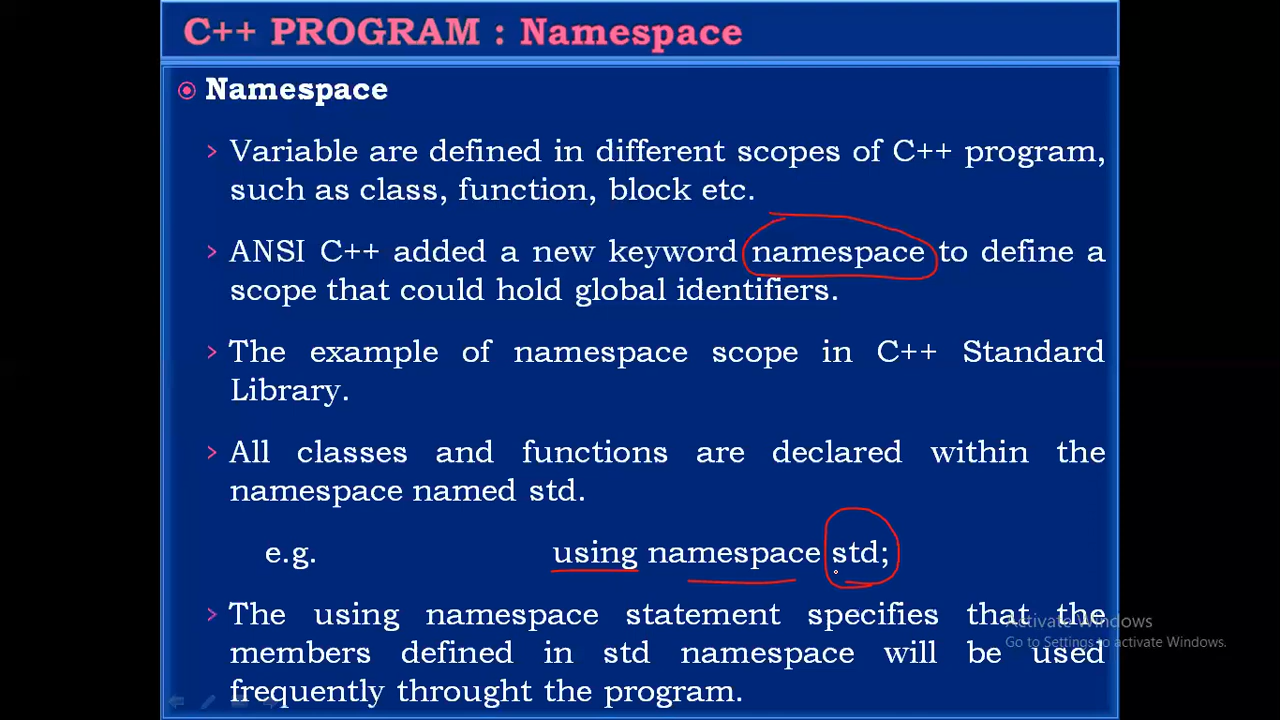 C++ PROGRAM : Namespace
Namespace
Variable are defined in different scopes of C++ program,
such as class, function, block etc.
ANSI C++ added a new keyword namespace to define a
scope that could hold global identifiers.
The example of namespace scope in C++ Standard
Library.
All classes and functions are declared within the
namespace named std.
e.g. using namespace std;
The using namespace statement specifies that the
members defined in std namespace will be used
frequently throught the program.
Activate Windows
Go to Settings to activate Windows.